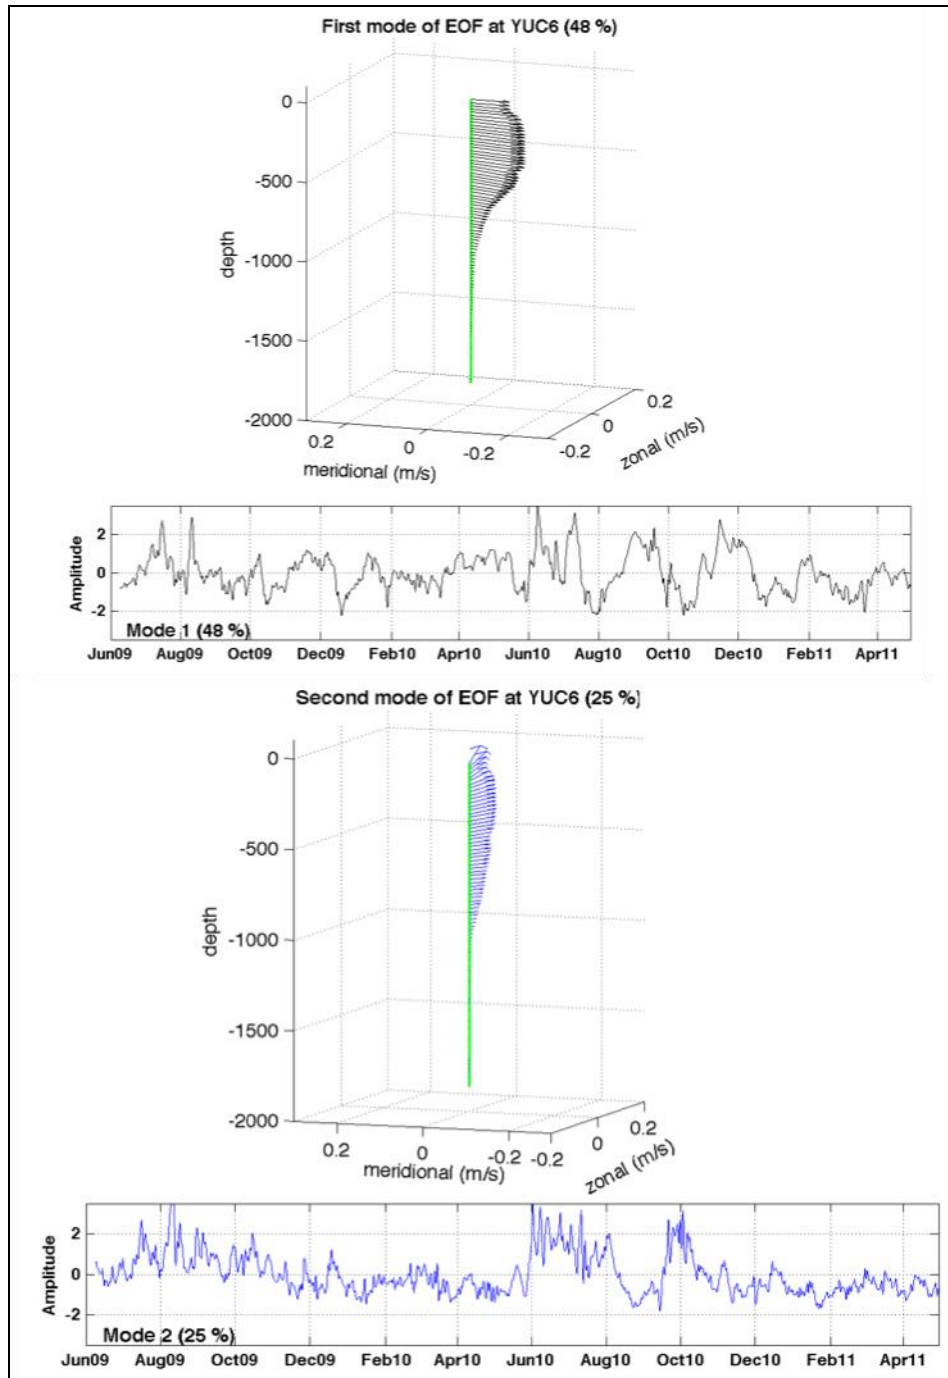 First mode of EOF at YUC6 (48 %)
0
-500
-1000
-1500
-2000
depth
0.2
0
-0.2
meridional (m/s)
-0.2
0
0.2
zonal (m/s)
2
0
-2
Amplitude
Mode 1 (48 %)
Jun09 Aug09 Oct09 Dec09 Feb10 Apr10 Jun10 Aug10 Oct10 Dec10 Feb11 Apr11
Second mode of EOF at YUC6 (25 %)
0
-500
-1000
-1500
-2000
depth
0.2
0
-0.2
meridional (m/s)
-0.2
0
0.2
zonal (m/s)
2
0
-2
Amplitude
Mode 2 (25 %)
Jun09 Aug09 Oct09 Dec09 Feb10 Apr10 Jun10 Aug10 Oct10 Dec10 Feb11 Apr11